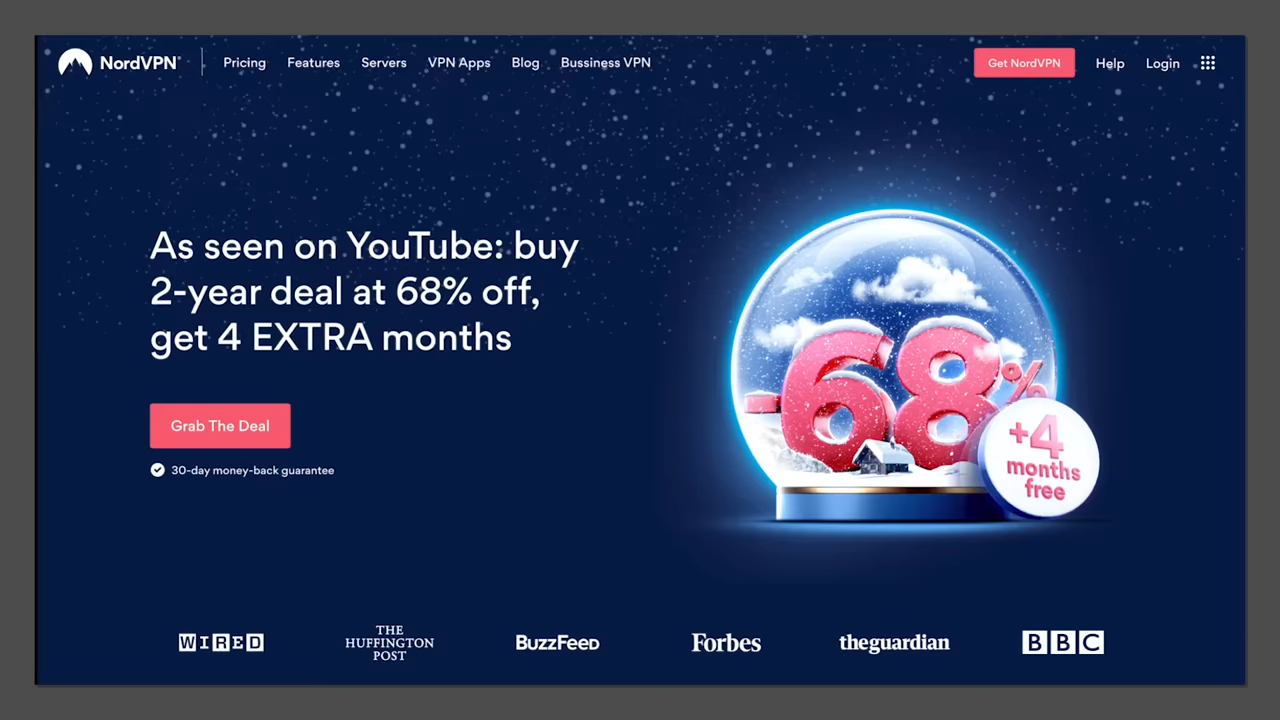 NordVPN®
Pricing
Features
Servers
VPN Apps
Blog
Bussiness VPN
Get NordVPN
Help
Login
As seen on YouTube: buy
2-year deal at 68% off,
get 4 EXTRA months
Grab The Deal
30-day money-back guarantee
-68%
+4
months
free
WIRED
THE
HUFFINGTON
POST
BuzzFeed
Forbes
theguardian
BBC